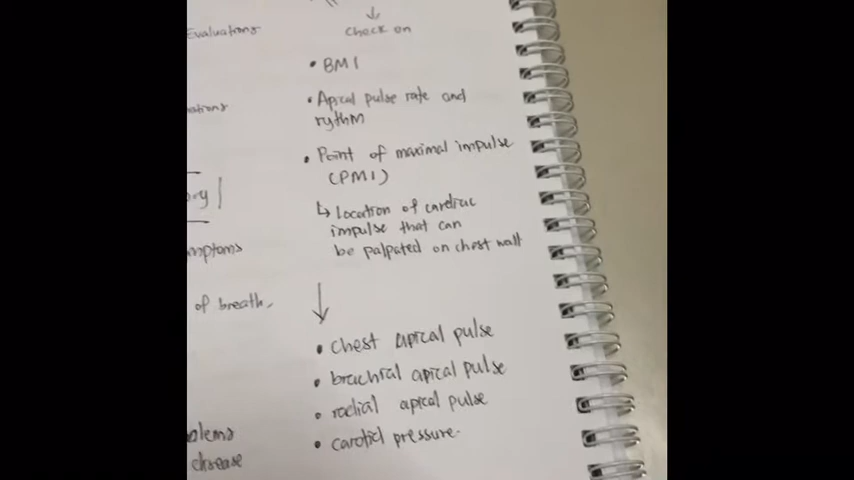 Evaluations
check on
• BMI
• Apical pulse rate and
rythm
• Point of maximal impulse
(PMI)
↳ location of cardiac
impulse that can
be palpated on chest wall
of breath.
• chest apical pulse
• brachial apical pulse
• radial apical pulse
• carotid pressure.
disease